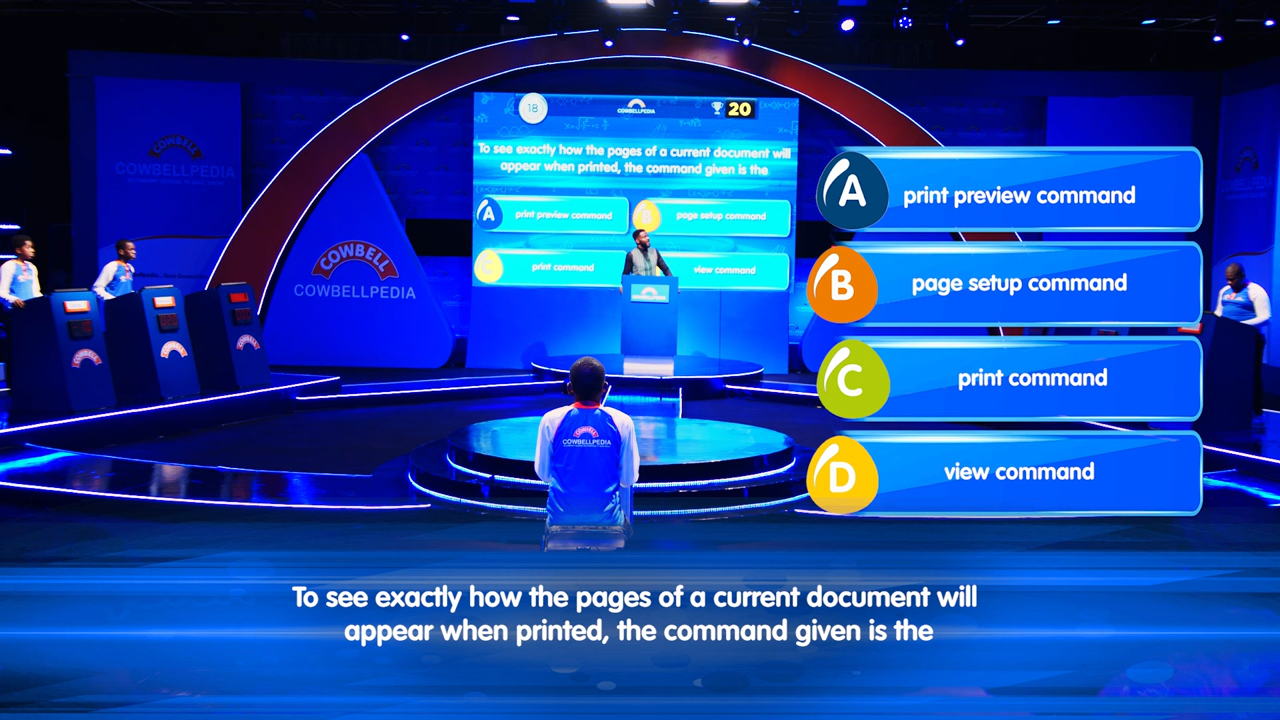 18
COWBELLPEDIA
20
To see exactly how the pages of a current document will
appear when printed, the command given is the
A print preview command
B page setup command
C print command
view command
COWBELL
COWBELLPEDIA
COWBELL
COWBELLPEDIA
COWBELL
COWBELLPEDIA
A print preview command
B page setup command
C print command
D view command
To see exactly how the pages of a current document will
appear when printed, the command given is the